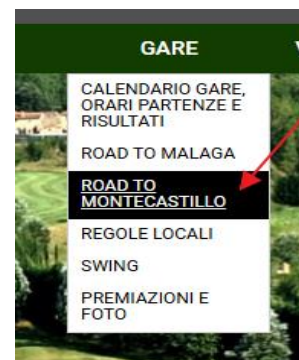 GARE
CALENDARIO GARE,
ORARI PARTENZE E
RISULTATI
ROAD TO MALAGA
ROAD TO
MONTECASTILLO
REGOLE LOCALI
SWING
PREMIAZIONI E
FOTO